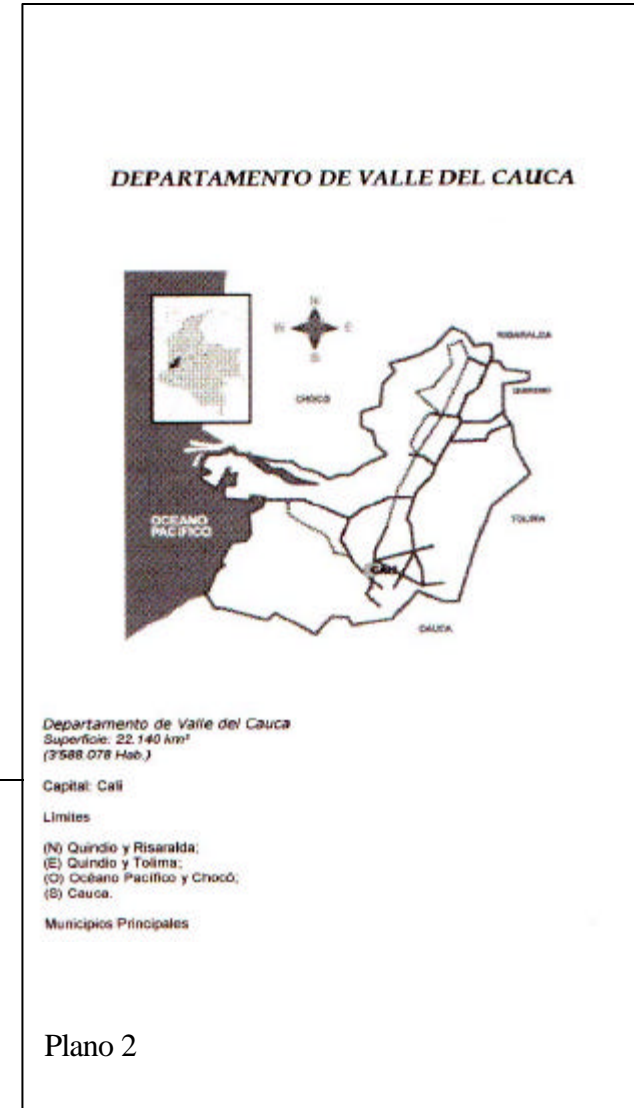 DEPARTAMENTO DE VALLE DEL CAUCA
N
W E
S
RISARALDA
QUINDIO
CHOCO
TOLIMA
OCEANO
PACIFICO
CALI
CAUCA
Departamento de Valle del Cauca
Superficie: 22.140 km²
(3'588.078 Hab.)
Capital: Cali
Límites
(N) Quindio y Risaralda;
(E) Quindio y Tolima;
(O) Océano Pacífico y Chocó;
(S) Cauca.
Municipios Principales
Plano 2